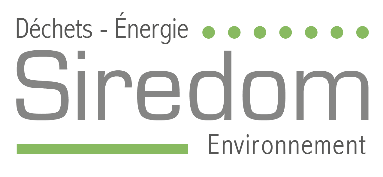 Déchets - Énergie
Siredom
Environnement